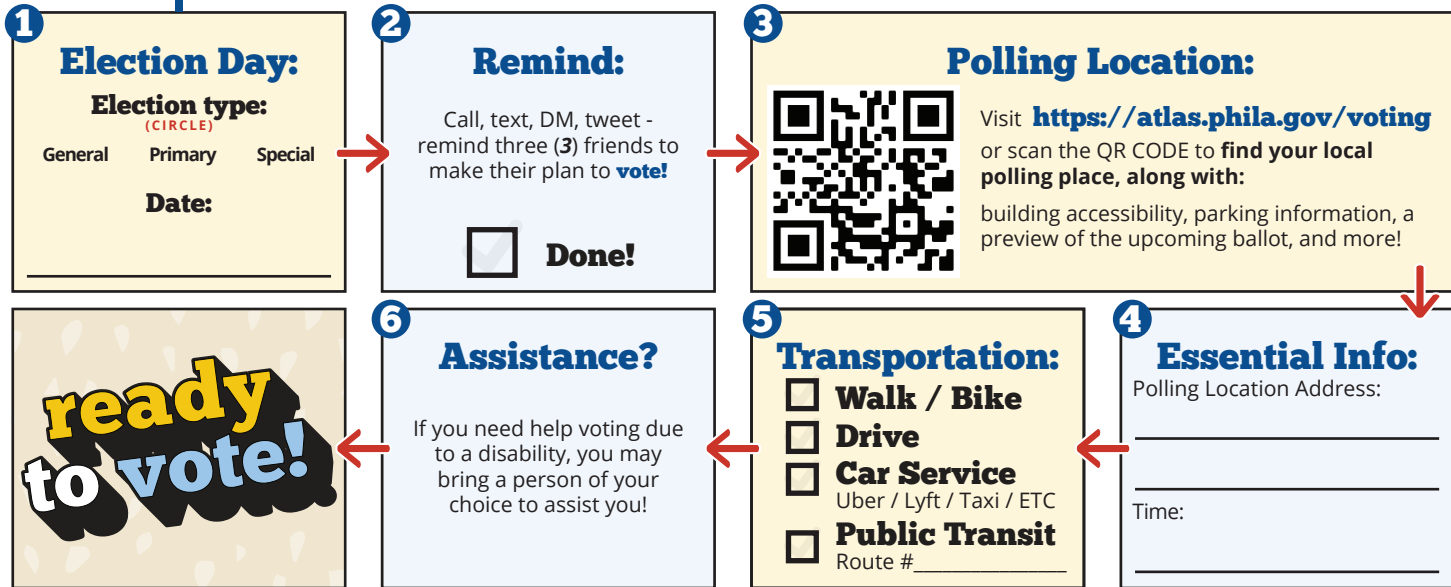 1
Election Day:
Election type:
(CIRCLE)
General Primary Special
Date:
2
Remind:
Call, text, DM, tweet -
remind three (3) friends to
make their plan to vote!
Done!
3
Polling Location:
Visit https://atlas.phila.gov/voting
or scan the QR CODE to find your local
polling place, along with:
building accessibility, parking information, a
preview of the upcoming ballot, and more!
4
Essential Info:
Polling Location Address:
Time:
5
Transportation:
Walk / Bike
Drive
Car Service
Uber / Lyft / Taxi / ETC
Public Transit
Route #_______________
6
Assistance?
If you need help voting due
to a disability, you may
bring a person of your
choice to assist you!
ready
to vote!